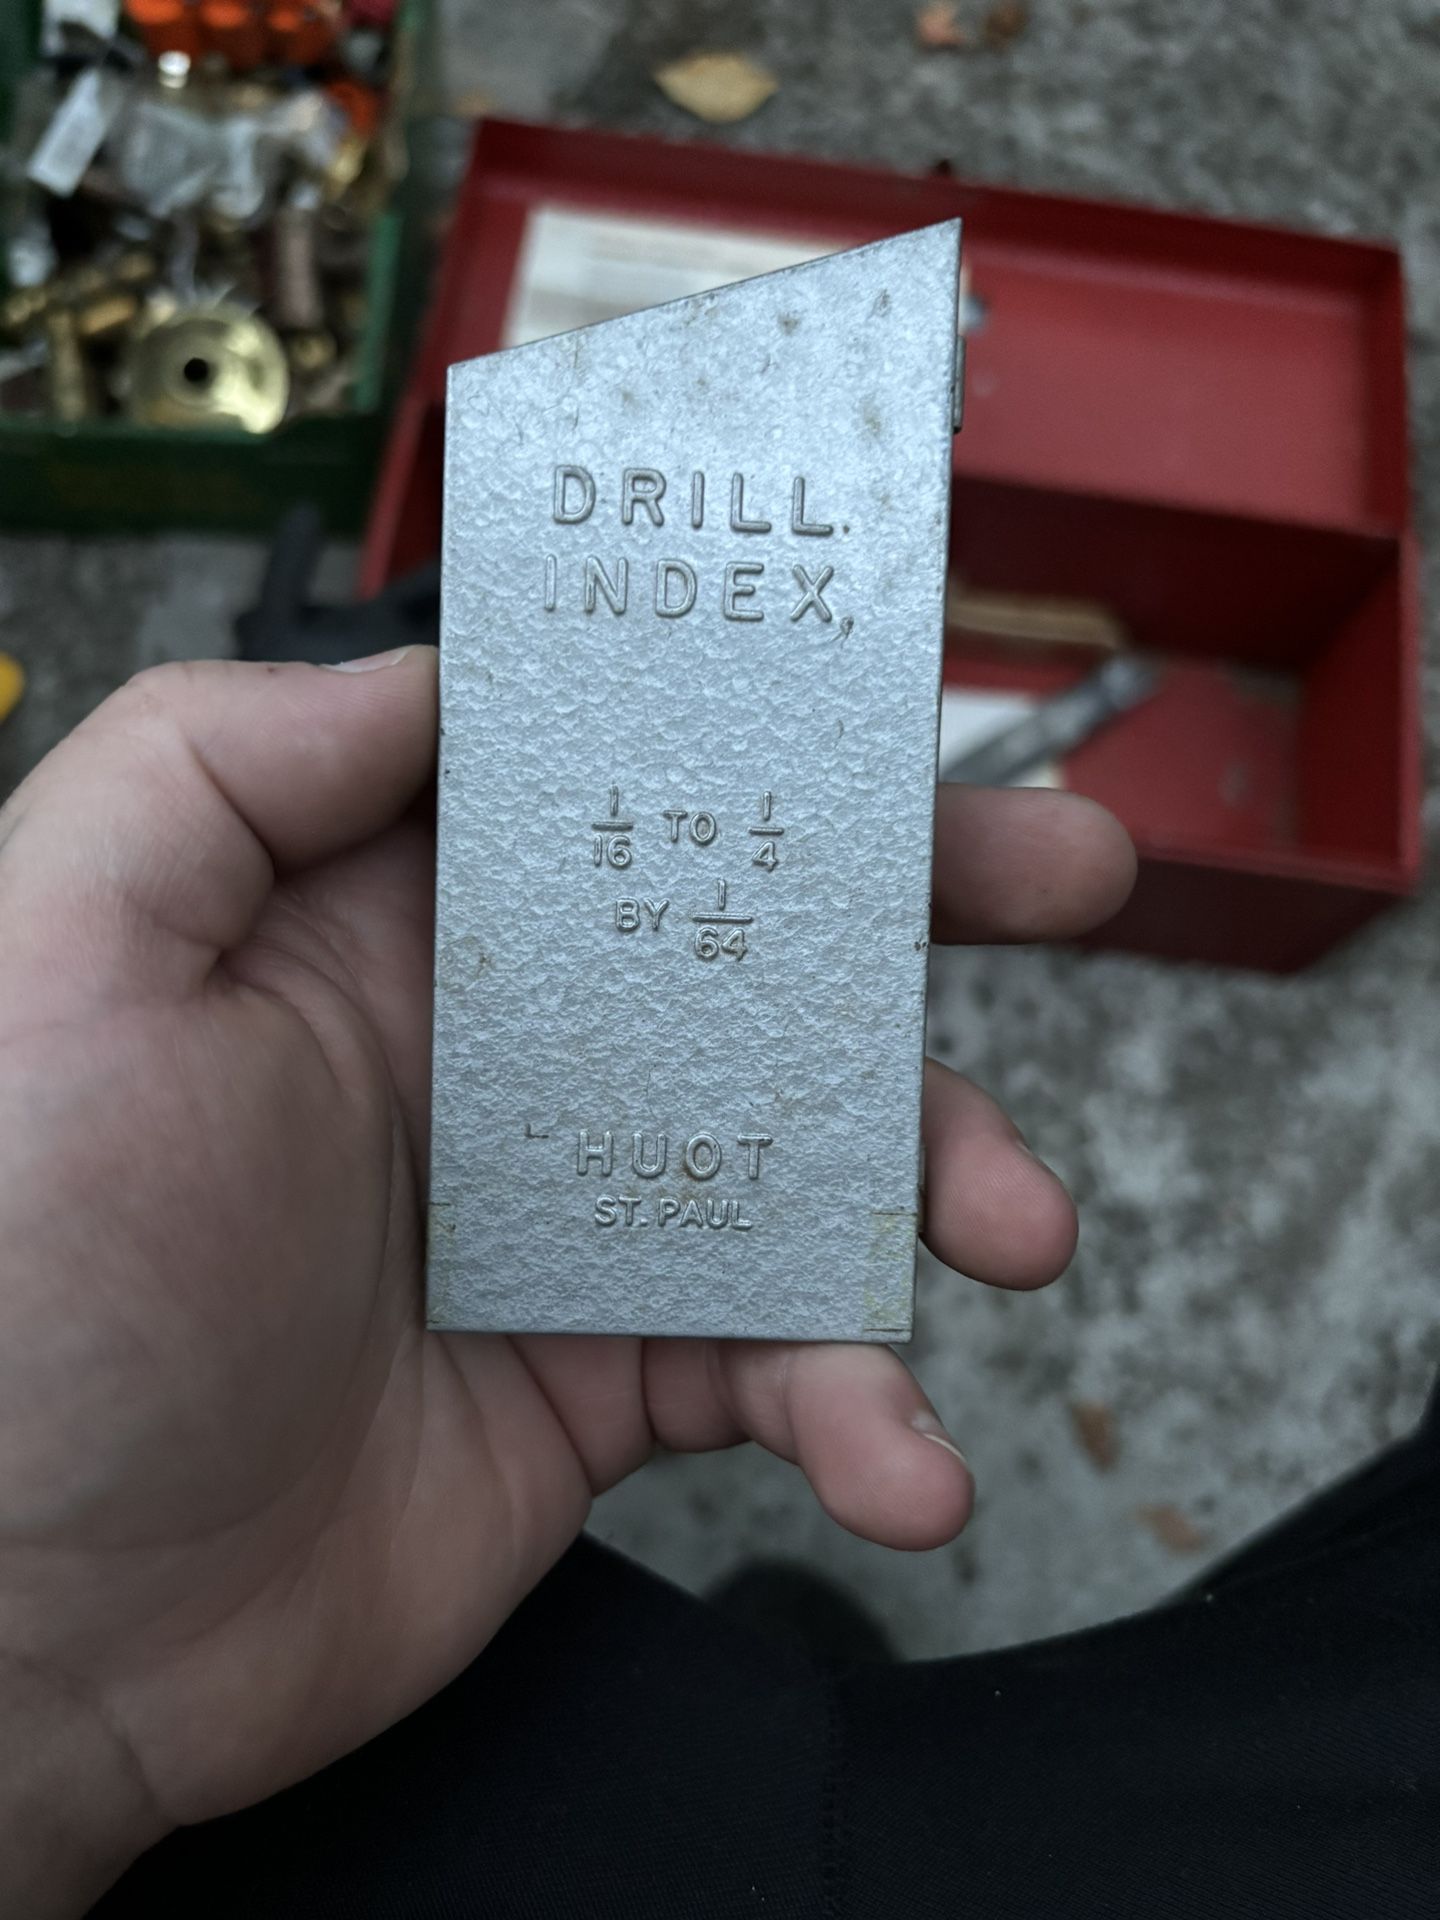 DRILL
INDEX
1/16 TO 1/4
BY 1/64
HUOT
ST. PAUL